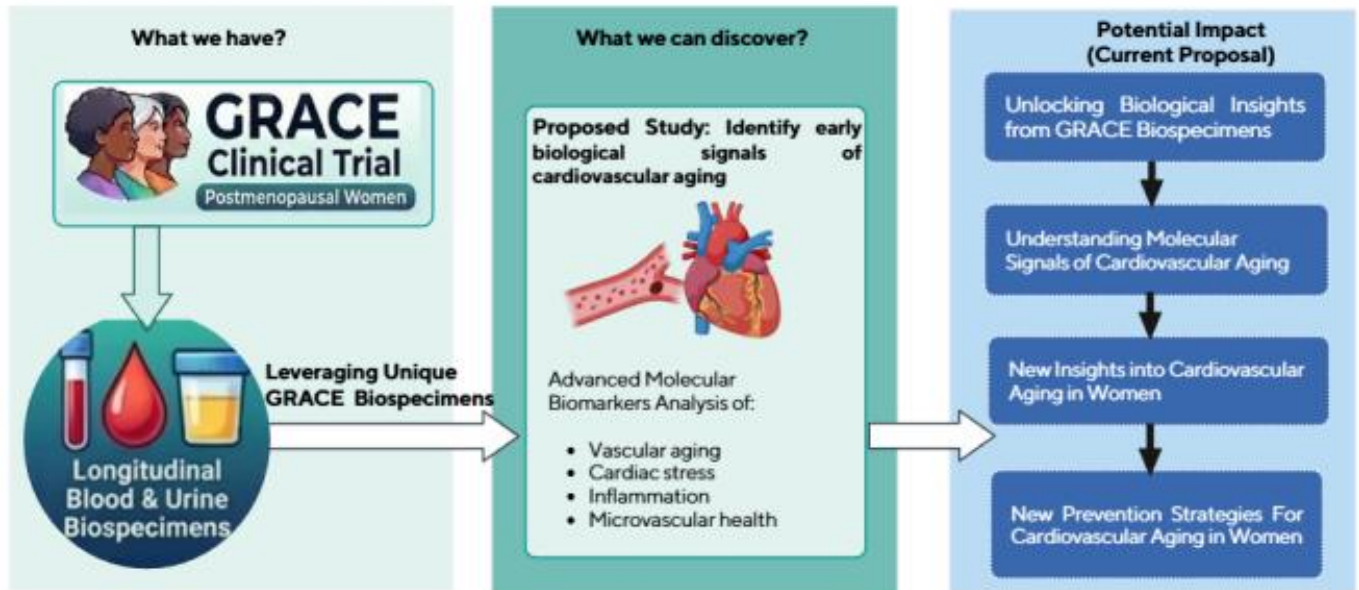 What we have?
GRACE
Clinical Trial
Postmenopausal Women
Longitudinal
Blood & Urine
Biospecimens
Leveraging Unique
GRACE Biospecimens
What we can discover?
Proposed Study: Identify early
biological signals of
cardiovascular aging
Advanced Molecular
Biomarkers Analysis of:
• Vascular aging
• Cardiac stress
• Inflammation
• Microvascular health
Potential Impact
(Current Proposal)
Unlocking Biological Insights
from GRACE Biospecimens
Understanding Molecular
Signals of Cardiovascular Aging
New Insights into Cardiovascular
Aging in Women
New Prevention Strategies For
Cardiovascular Aging in Women